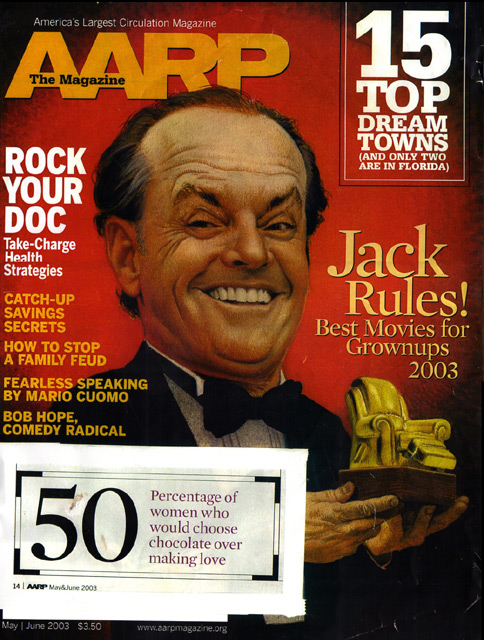 America's Largest Circulation Magazine
AARP
The Magazine
15
TOP
DREAM
TOWNS
(AND ONLY TWO
ARE IN FLORIDA)
ROCK
YOUR
DOC
Take-Charge
Health
Strategies
CATCH-UP
SAVINGS
SECRETS
HOW TO STOP
A FAMILY FEUD
FEARLESS SPEAKING
BY MARIO CUOMO
BOB HOPE,
COMEDY RADICAL
Jack
Rules!
Best Movies for
Grownups
2003
50
Percentage of
women who
would choose
chocolate over
making love
14 | AARP May&June 2003
May | June 2003 $3.50
www.aarpmagazine.org